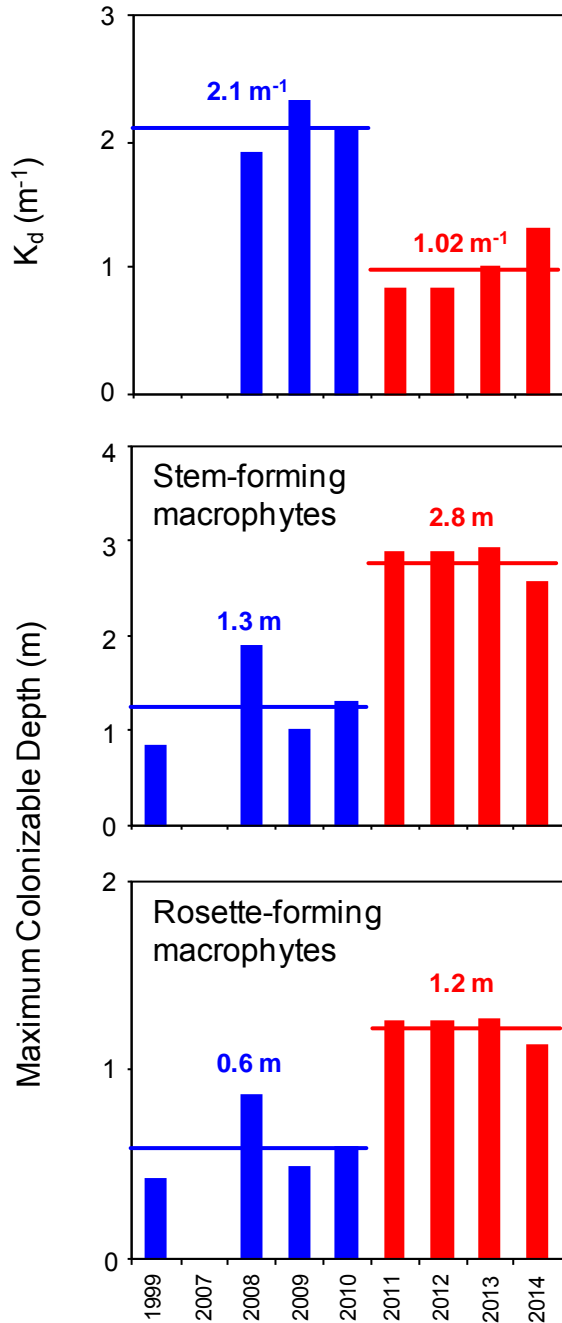 K_d (m⁻¹)
3
2
1
0
2.1 m⁻¹
1.02 m⁻¹
Maximum Colonizable Depth (m)
4
3
2
1
0
Stem-forming
macrophytes
1.3 m
2.8 m
2
1
0
Rosette-forming
macrophytes
0.6 m
1.2 m
1999
2007
2008
2009
2010
2011
2012
2013
2014